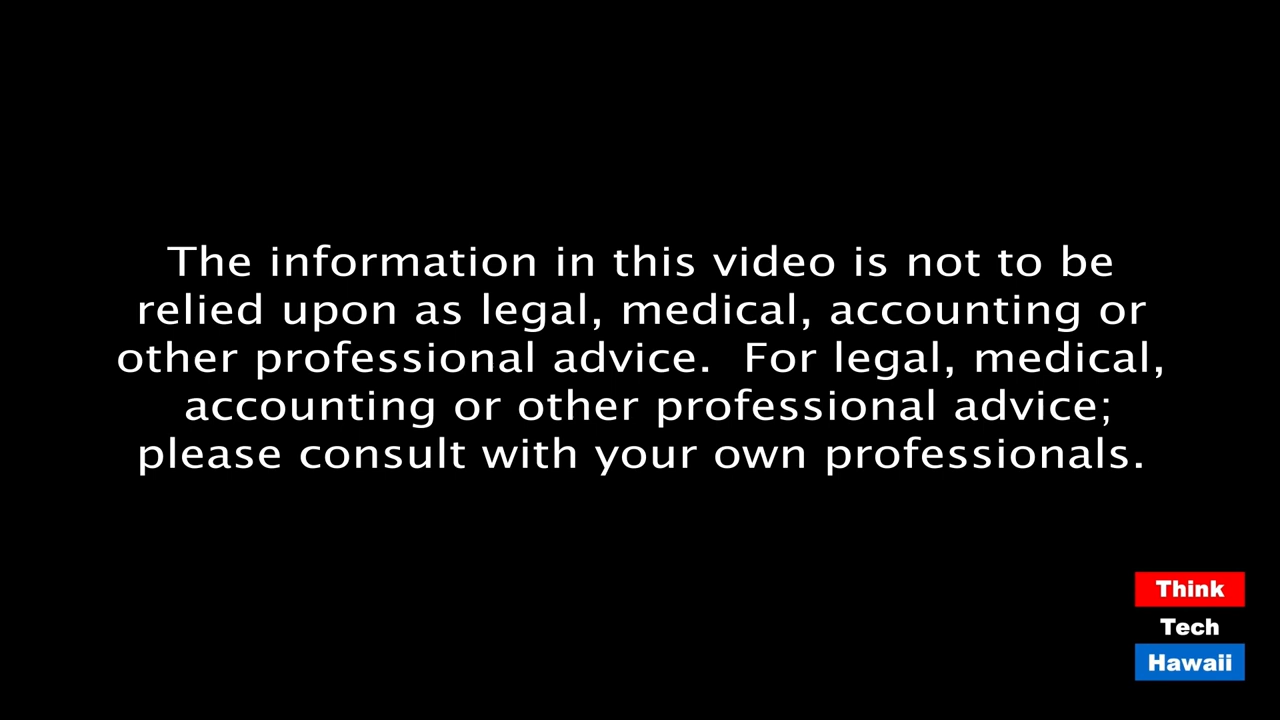 The information in this video is not to be
relied upon as legal, medical, accounting or
other professional advice.  For legal, medical,
accounting or other professional advice;
please consult with your own professionals.
Think
Tech
Hawaii